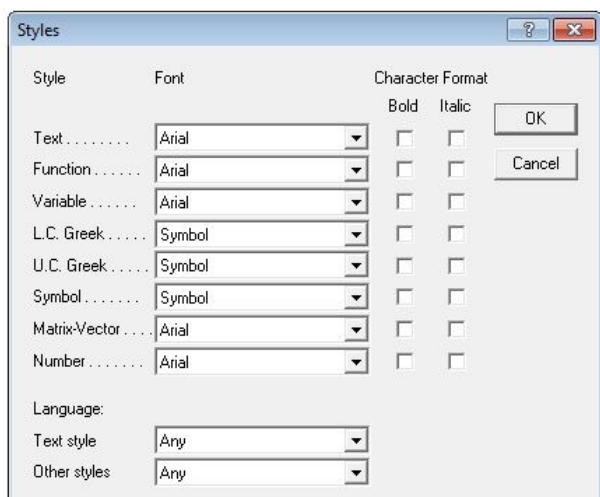 Styles
Style Font Character Format
Bold Italic
OK
Text . . . . . . . . Arial
Function . . . . . . Arial
Cancel
Variable . . . . . . Arial
L.C. Greek . . . . . Symbol
U.C. Greek . . . . . Symbol
Symbol . . . . . . . Symbol
Matrix-Vector . . . . Arial
Number . . . . . . . Arial
Language:
Text style Any
Other styles Any